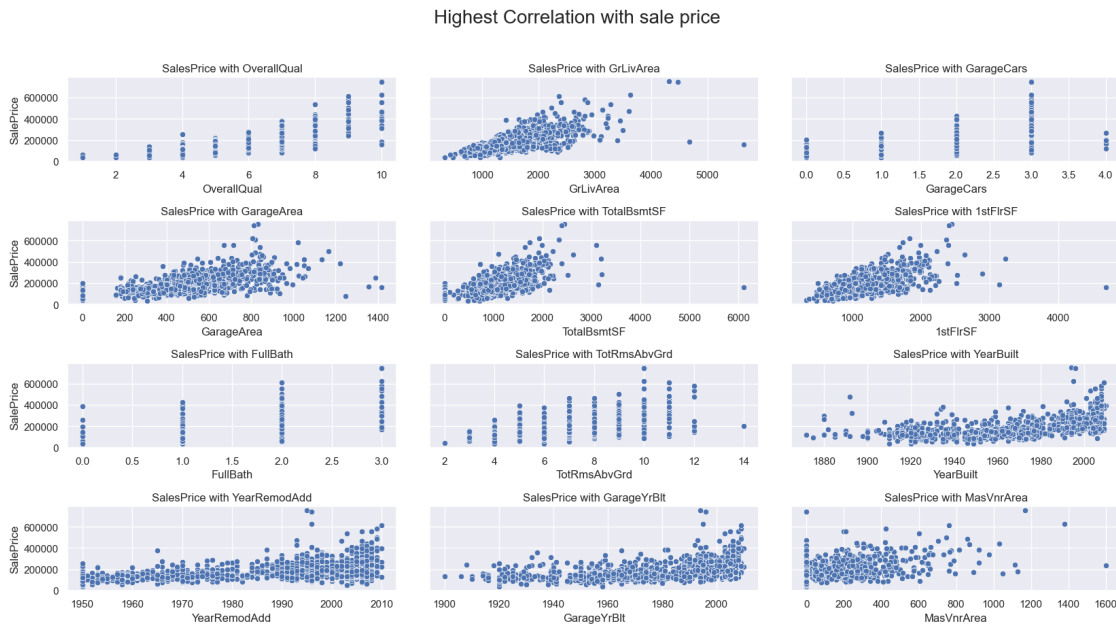 Highest Correlation with sale price
SalesPrice with OverallQual
SalesPrice with GrLivArea
SalesPrice with GarageCars
SalePrice
600000
400000
200000
0
2 4 6 8 10
1000 2000 3000 4000 5000
0.0 0.5 1.0 1.5 2.0 2.5 3.0 3.5 4.0
OverallQual
GrLivArea
GarageCars
SalesPrice with GarageArea
SalesPrice with TotalBsmtSF
SalesPrice with 1stFlrSF
SalePrice
600000
400000
200000
0
0 200 400 600 800 1000 1200 1400
0 1000 2000 3000 4000 5000 6000
1000 2000 3000 4000
GarageArea
TotalBsmtSF
1stFlrSF
SalesPrice with FullBath
SalesPrice with TotRmsAbvGrd
SalesPrice with YearBuilt
SalePrice
600000
400000
200000
0
0.0 0.5 1.0 1.5 2.0 2.5 3.0
2 4 6 8 10 12 14
1880 1900 1920 1940 1960 1980 2000
FullBath
TotRmsAbvGrd
YearBuilt
SalesPrice with YearRemodAdd
SalesPrice with GarageYrBlt
SalesPrice with MasVnrArea
SalePrice
600000
400000
200000
0
1950 1960 1970 1980 1990 2000 2010
1900 1920 1940 1960 1980 2000
0 200 400 600 800 1000 1200 1400 1600
YearRemodAdd
GarageYrBlt
MasVnrArea